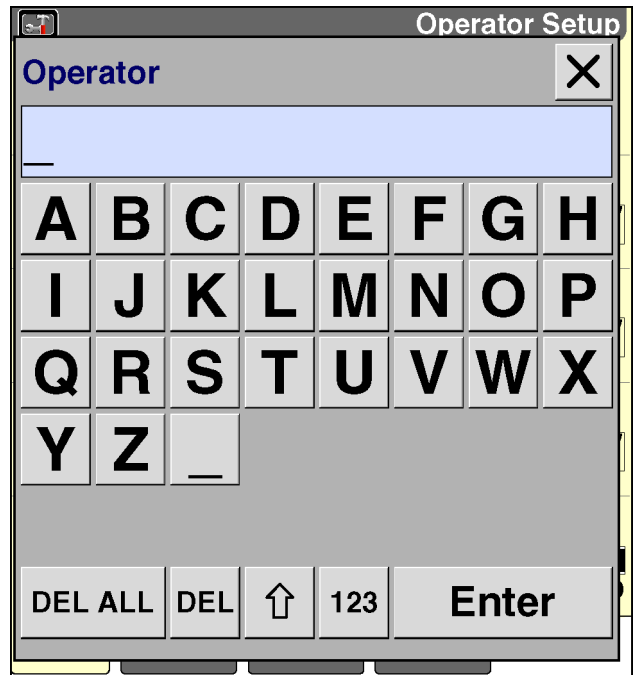 Operator Setup
Operator
_
A B C D E F G H
I J K L M N O P
Q R S T U V W X
Y Z _
DEL ALL DEL ⇧ 123 Enter